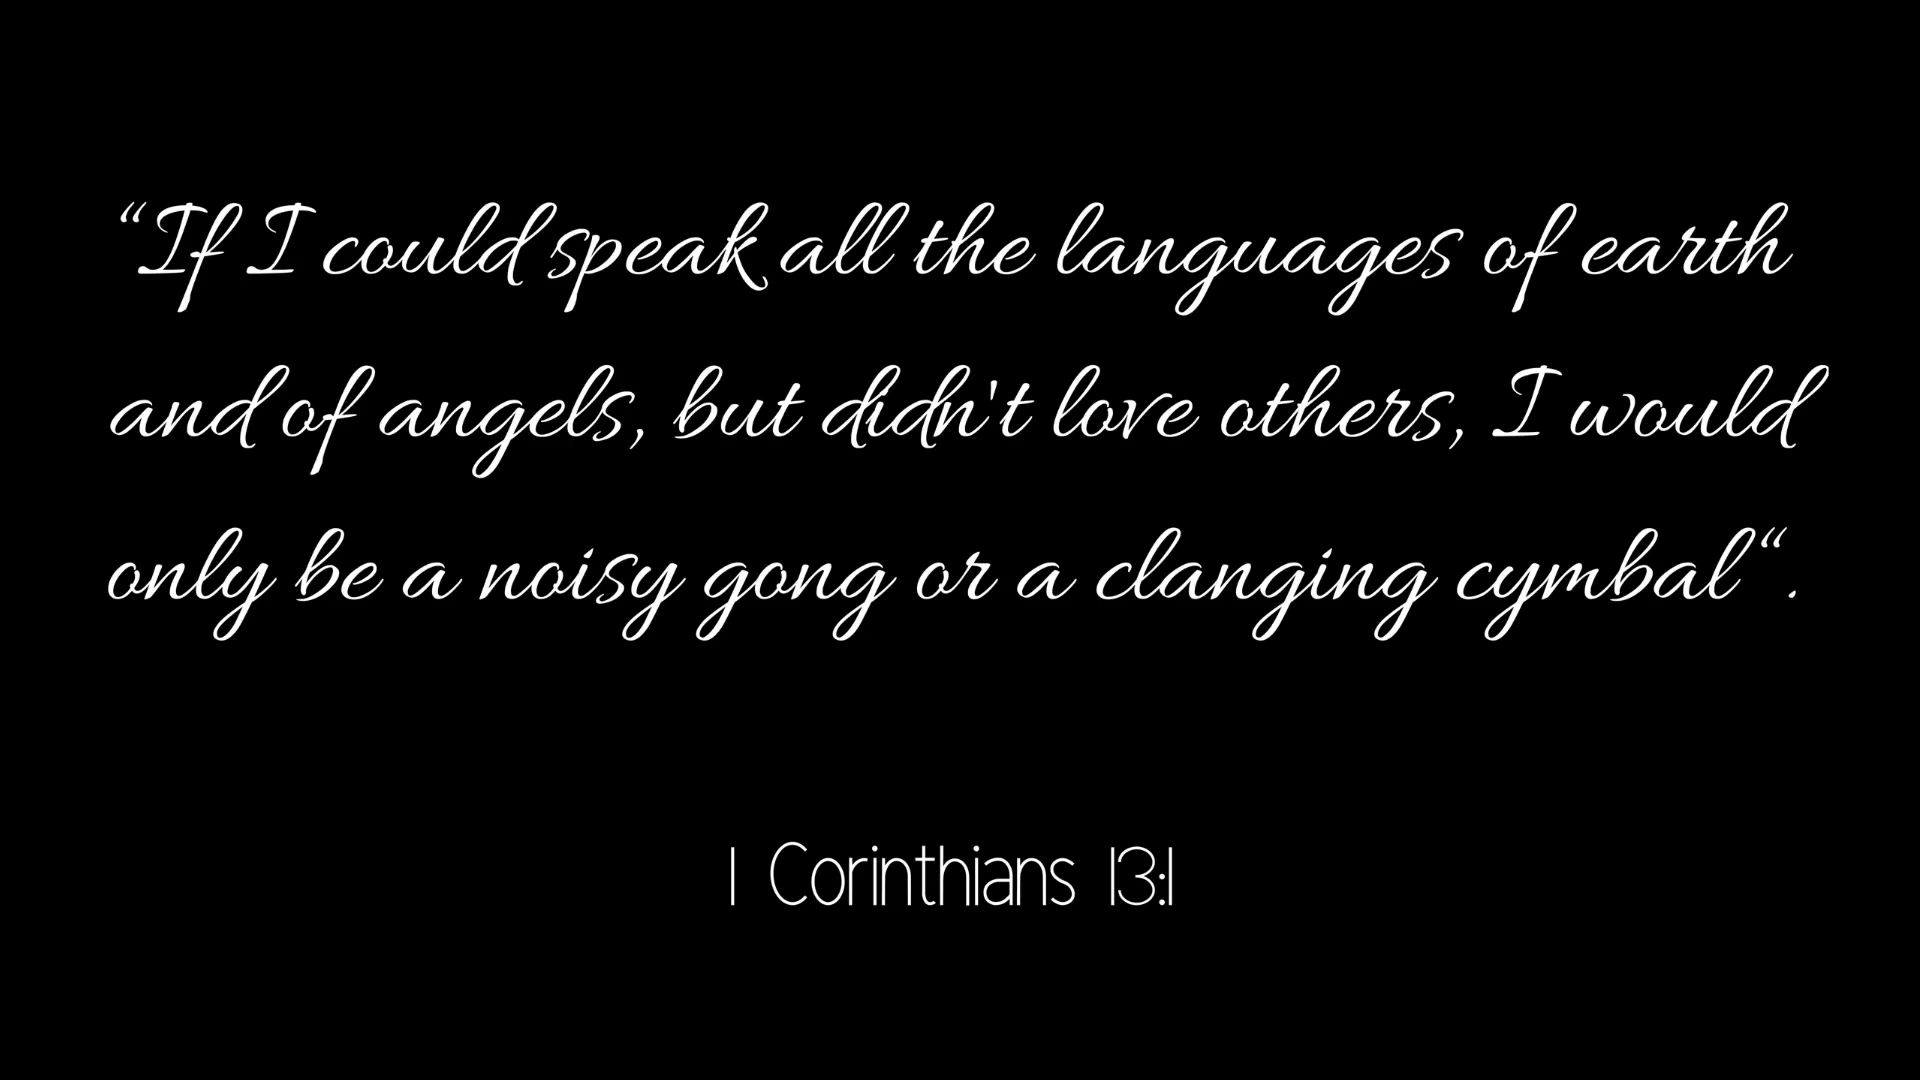 “If I could speak all the languages of earth
and of angels, but didn't love others, I would
only be a noisy gong or a clanging cymbal“.
1 Corinthians 13:1